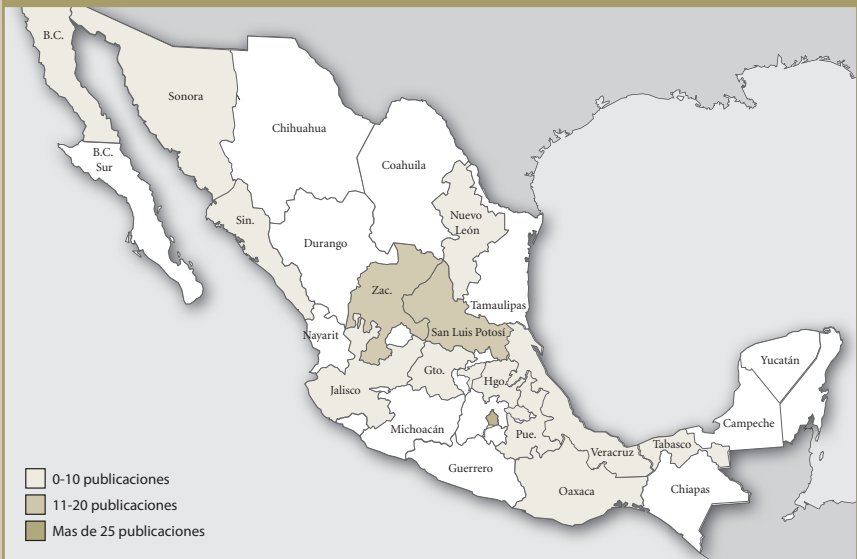 B.C.
Sonora
Chihuahua
B.C.
Sur
Coahuila
Sin.
Nuevo
León
Durango
Zac.
Tamaulipas
San Luis Potosí
Nayarit
Yucatán
Gto.
Hgo.
Jalisco
Campeche
Michoacán
Pue.
Tabasco
Veracruz
Guerrero
Oaxaca
Chiapas
0-10 publicaciones
11-20 publicaciones
Mas de 25 publicaciones